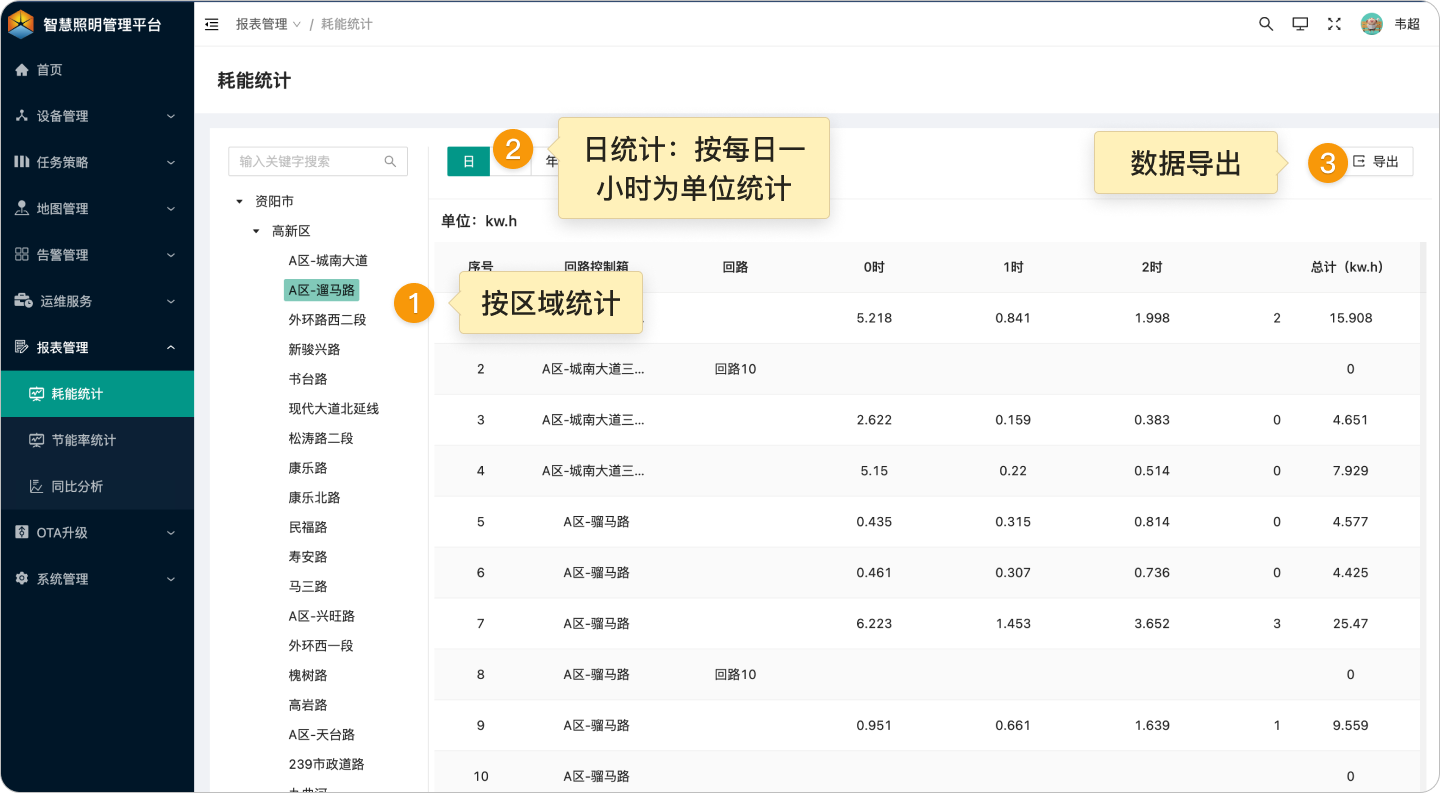 智慧照明管理平台
报表管理 / 耗能统计
韦超
首页
设备管理
任务策略
地图管理
告警管理
运维服务
报表管理
耗能统计
节能率统计
同比分析
OTA升级
系统管理
耗能统计
输入关键字搜索
资阳市
高新区
A区-城南大道
A区-遛马路
外环路西二段
新骏兴路
书台路
现代大道北延线
松涛路二段
康乐路
康乐北路
民福路
寿安路
马三路
A区-兴旺路
外环西一段
槐树路
高岩路
A区-天台路
239市政道路
日 2 年
日统计：按每日一
小时为单位统计
数据导出
3 导出
单位：kw.h
序号 回路控制箱 回路 0时 1时 2时 总计（kw.h）
1 按区域统计
5.218 0.841 1.998 2 15.908
2 A区-城南大道三... 回路10 0
3 A区-城南大道三... 2.622 0.159 0.383 0 4.651
4 A区-城南大道三... 5.15 0.22 0.514 0 7.929
5 A区-骝马路 0.435 0.315 0.814 0 4.577
6 A区-骝马路 0.461 0.307 0.736 0 4.425
7 A区-骝马路 6.223 1.453 3.652 3 25.47
8 A区-骝马路 回路10 0
9 A区-骝马路 0.951 0.661 1.639 1 9.559
10 A区-骝马路 0